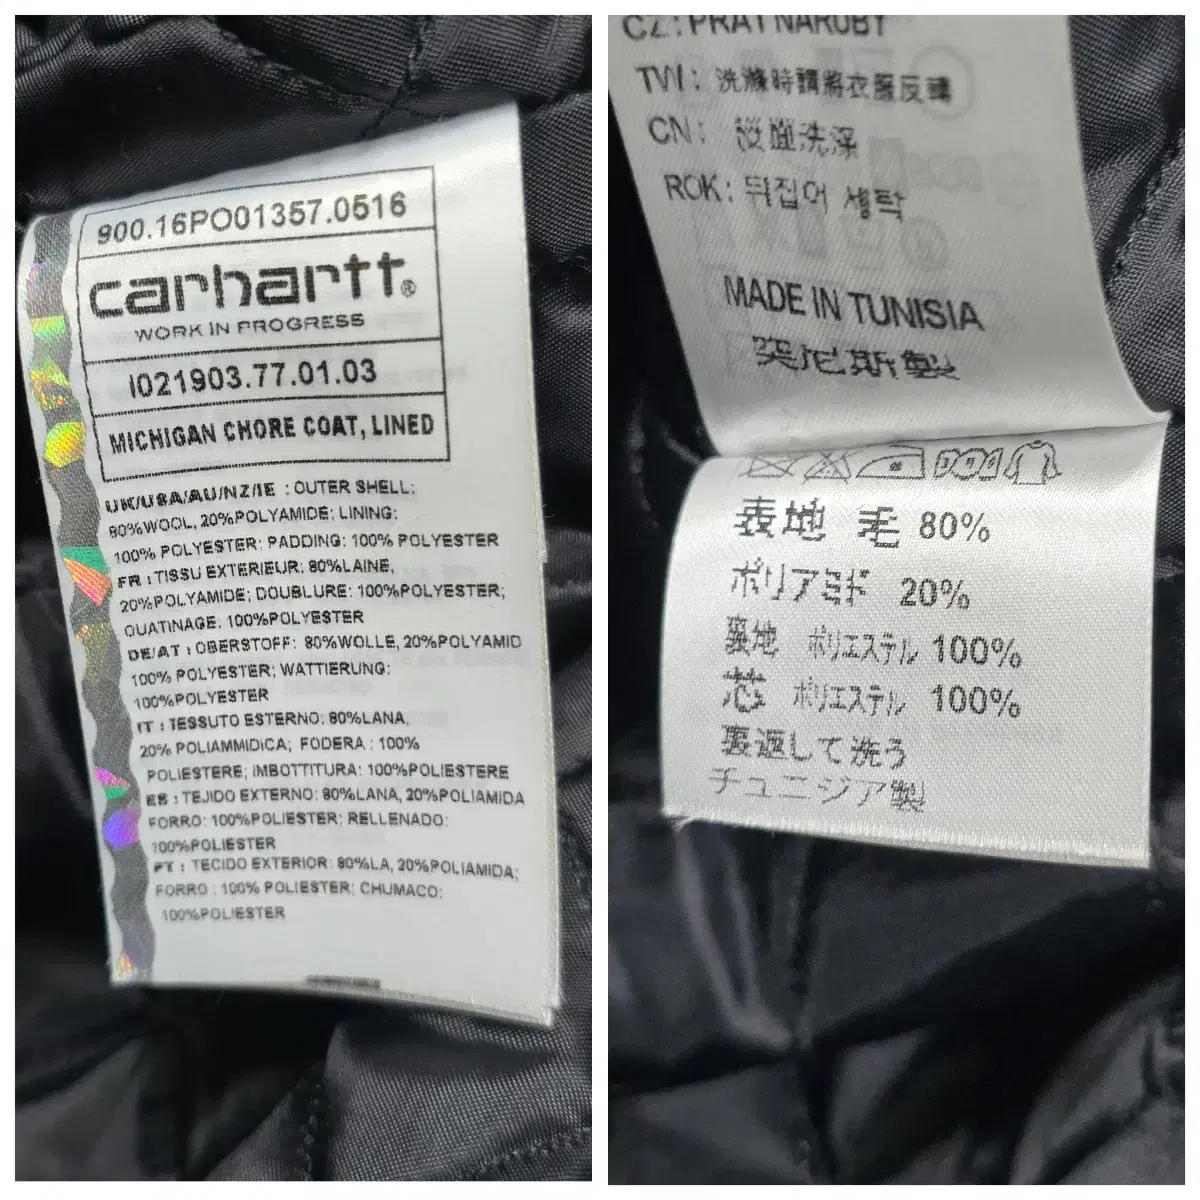 900.16PO01357.0516
carhartt®
WORK IN PROGRESS
I021903.77.01.03
MICHIGAN CHORE COAT, LINED
UK/USA/AU/NZ/IE : OUTER SHELL:
80%WOOL, 20%POLYAMIDE; LINING:
100% POLYESTER; PADDING: 100% POLYESTER
FR : TISSU EXTERIEUR: 80%LAINE,
20%POLYAMIDE; DOUBLURE: 100%POLYESTER;
OUATINAGE: 100%POLYESTER
DE/AT : OBERSTOFF: 80%WOLLE, 20%POLYAMID
100% POLYESTER; WATTIERUNG:
100%POLYESTER
IT : TESSUTO ESTERNO: 80%LANA,
20% POLIAMMIDICA; FODERA : 100%
POLIESTERE; IMBOTTITURA: 100%POLIESTERE
ES : TEJIDO EXTERNO: 80%LANA, 20%POLIAMIDA
FORRO: 100%POLIESTER; RELLENADO:
100%POLIESTER
PT : TECIDO EXTERIOR: 80%LA, 20%POLIAMIDA;
FORRO : 100% POLIESTER; CHUMACO:
100%POLIESTER
CZ: PRAT NARUBY
TW: 洗滌時請將衣服反轉
CN: 洗涤
ROK: 뒤집어 세탁
MADE IN TUNISIA
突尼斯製
表地 毛 80%
ポリアミド 20%
裏地 ポリエステル 100%
芯 ポリエステル 100%
裏返して洗う
チュニジア製